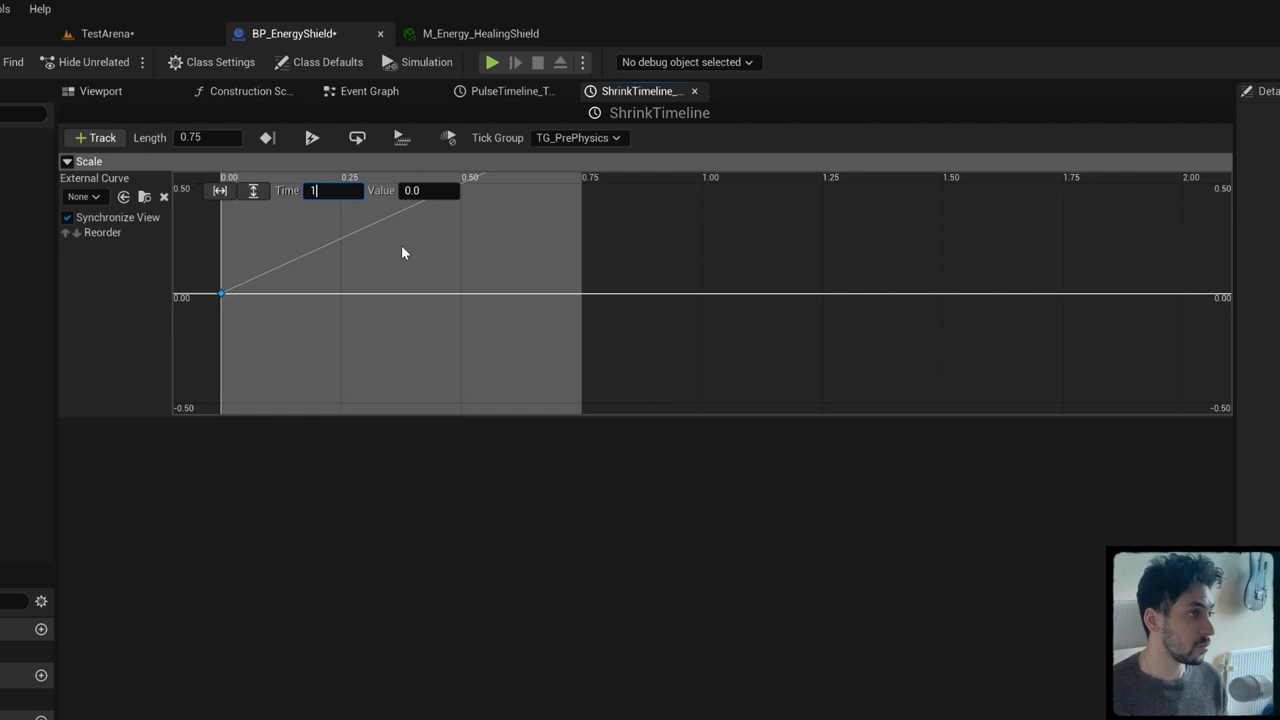 ols Help
TestArena* BP_EnergyShield* M_Energy_HealingShield
Find Hide Unrelated Class Settings Class Defaults Simulation No debug object selected
Viewport Construction Sc... Event Graph PulseTimeline_T... ShrinkTimeline_... Deta
ShrinkTimeline
+ Track Length 0.75 Tick Group TG_PrePhysics
Scale
External Curve 0.00 0.25 0.50 0.75 1.00 1.25 1.50 1.75 2.00
None 0.50 Time 1 Value 0.0 0.50
Synchronize View
Reorder
0.00 0.00
-0.50 -0.50